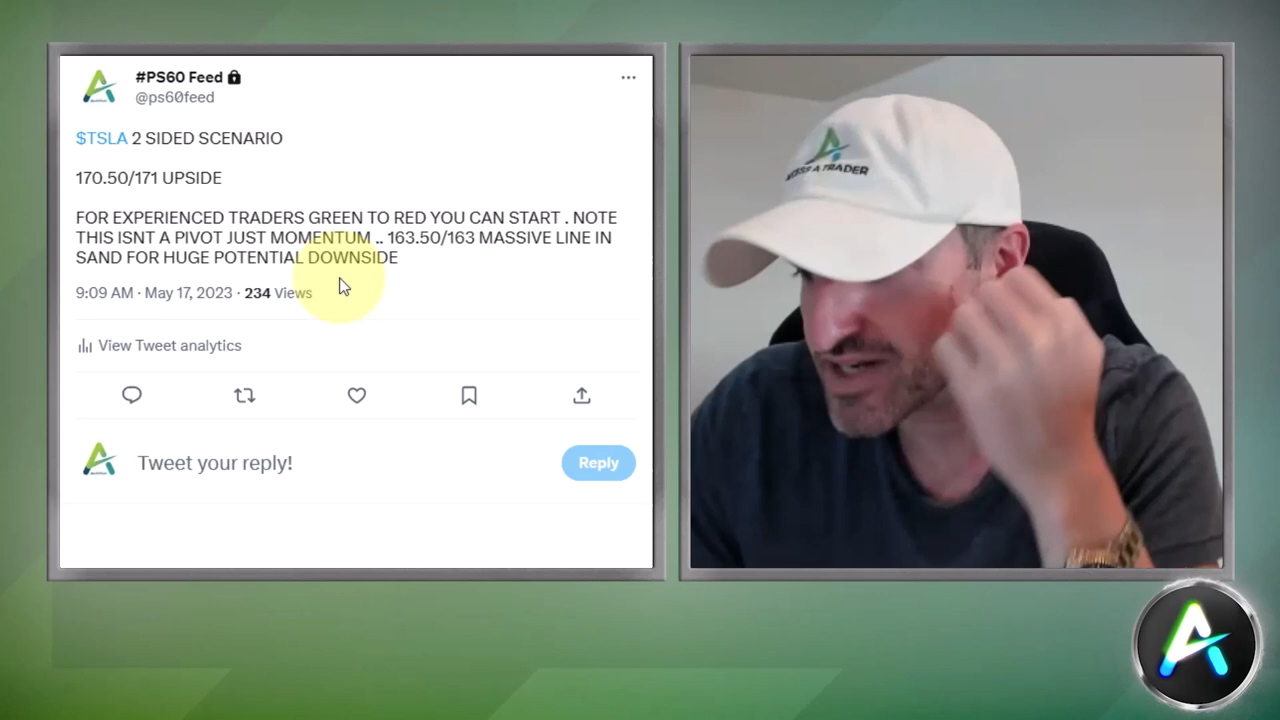 #PS60 Feed
@ps60feed
$TSLA 2 SIDED SCENARIO
170.50/171 UPSIDE
FOR EXPERIENCED TRADERS GREEN TO RED YOU CAN START . NOTE
THIS ISNT A PIVOT JUST MOMENTUM .. 163.50/163 MASSIVE LINE IN
SAND FOR HUGE POTENTIAL DOWNSIDE
9:09 AM · May 17, 2023 · 234 Views
View Tweet analytics
Tweet your reply!
Reply
ACCESS A TRADER